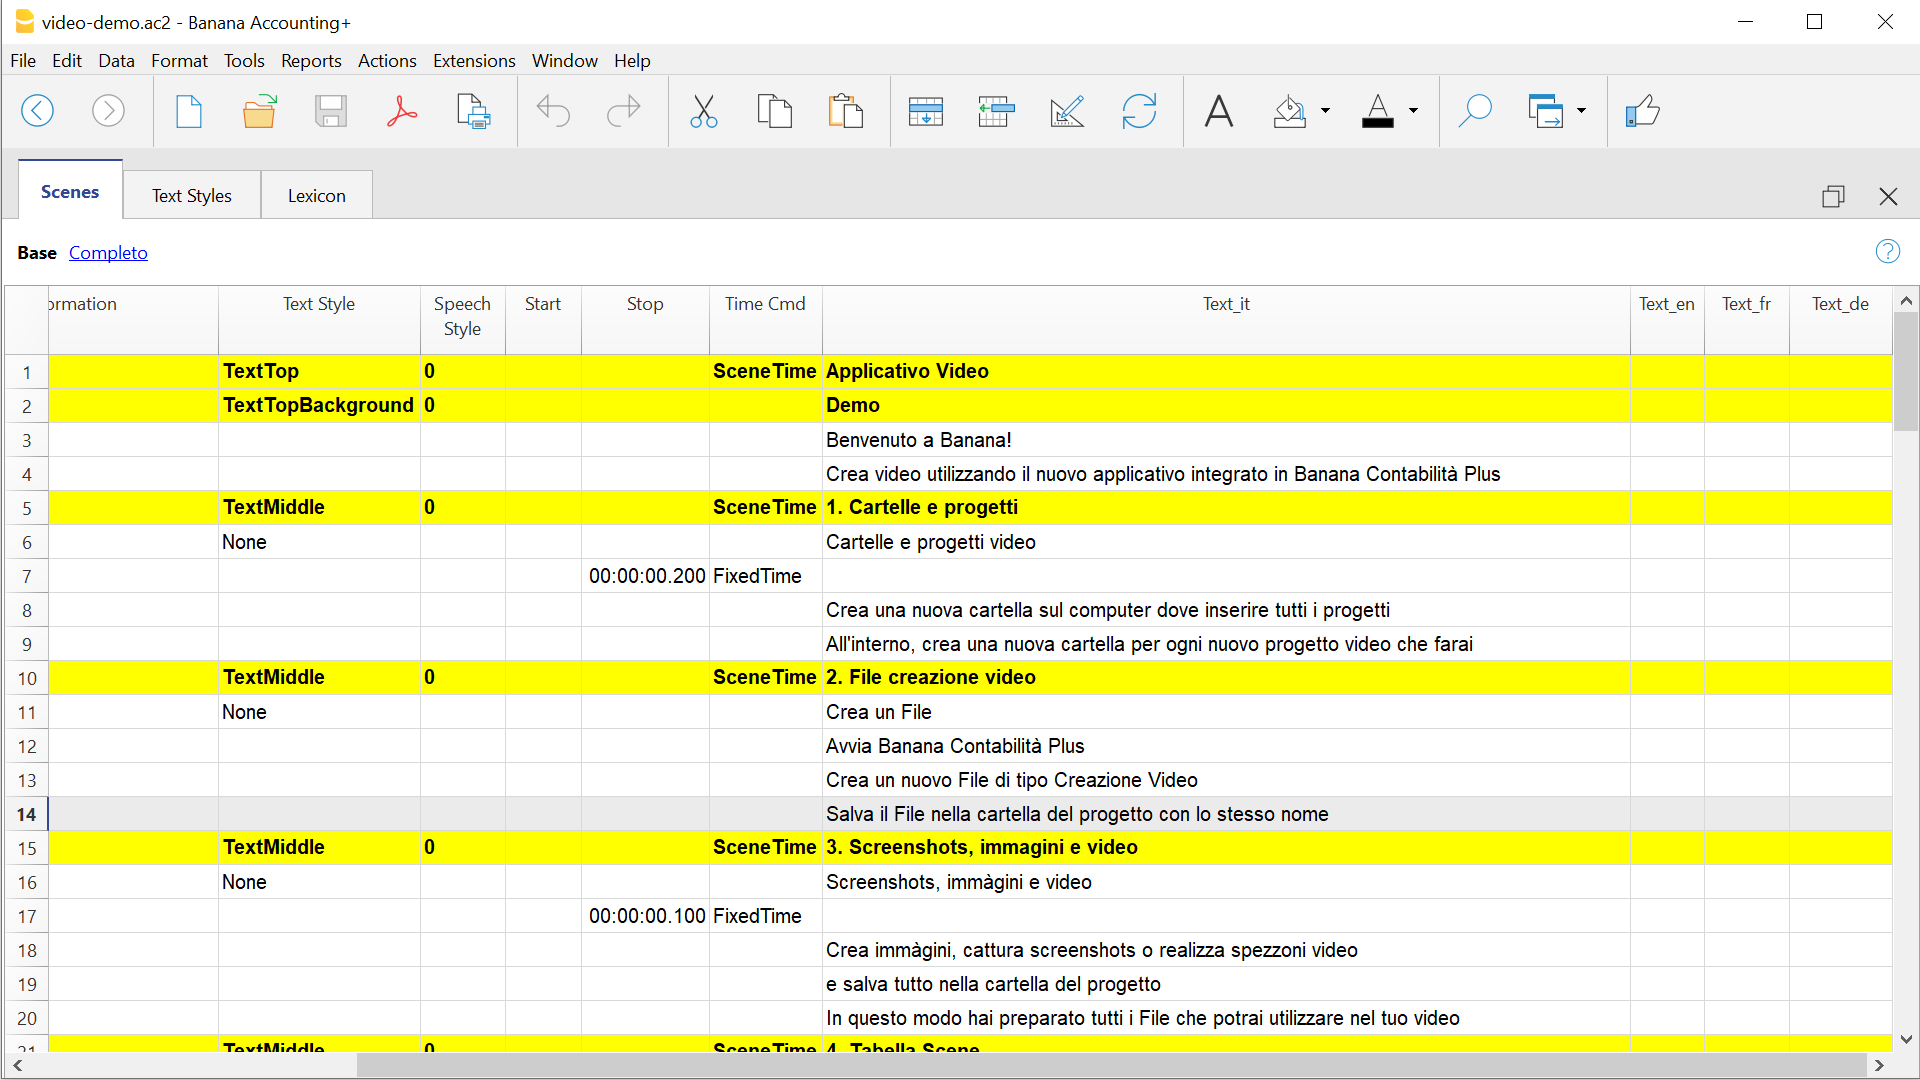 video-demo.ac2 - Banana Accounting+
File Edit Data Format Tools Reports Actions Extensions Window Help
Scenes Text Styles Lexicon
Base Completo
ormation Text Style Speech Style Start Stop Time Cmd Text_it Text_en Text_fr Text_de
1 TextTop 0 SceneTime Applicativo Video
2 TextTopBackground 0 Demo
3 Benvenuto a Banana!
4 Crea video utilizzando il nuovo applicativo integrato in Banana Contabilità Plus
5 TextMiddle 0 SceneTime 1. Cartelle e progetti
6 None Cartelle e progetti video
7 00:00:00.200 FixedTime
8 Crea una nuova cartella sul computer dove inserire tutti i progetti
9 All'interno, crea una nuova cartella per ogni nuovo progetto video che farai
10 TextMiddle 0 SceneTime 2. File creazione video
11 None Crea un File
12 Avvia Banana Contabilità Plus
13 Crea un nuovo File di tipo Creazione Video
14 Salva il File nella cartella del progetto con lo stesso nome
15 TextMiddle 0 SceneTime 3. Screenshots, immagini e video
16 None Screenshots, immàgini e video
17 00:00:00.100 FixedTime
18 Crea immàgini, cattura screenshots o realizza spezzoni video
19 e salva tutto nella cartella del progetto
20 In questo modo hai preparato tutti i File che potrai utilizzare nel tuo video
21 TextMiddle 0 SceneTime 4. Tabella Scene